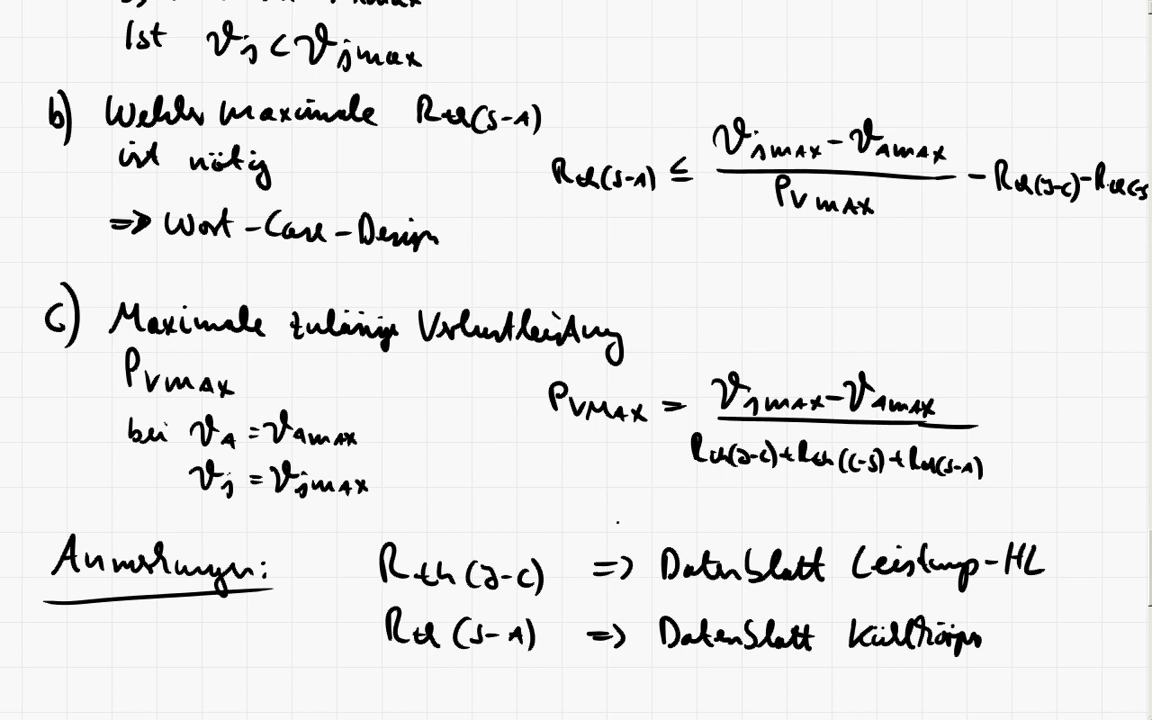 Ist ϑj < ϑjmax
b) Welche maximale Rth(S-A)
ist nötig
Rth(S-A) ≤ (ϑjMAX - ϑAMAX) / PVMAX - Rth(J-C) - Rth(C-S
=> Wort-Case-Design
c) Maximale zulässige Verlustleistung
PVMAX
PVMAX = (ϑjMAX - ϑAMAX) / (Rth(J-C) + Rth(C-S) + Rth(S-A))
bei ϑA = ϑAMAX
ϑj = ϑjMAX
Anmerkungen:
Rth(J-C) => Datenblatt Leistungs-HL
Rth(S-A) => Datenblatt Kühlkörper